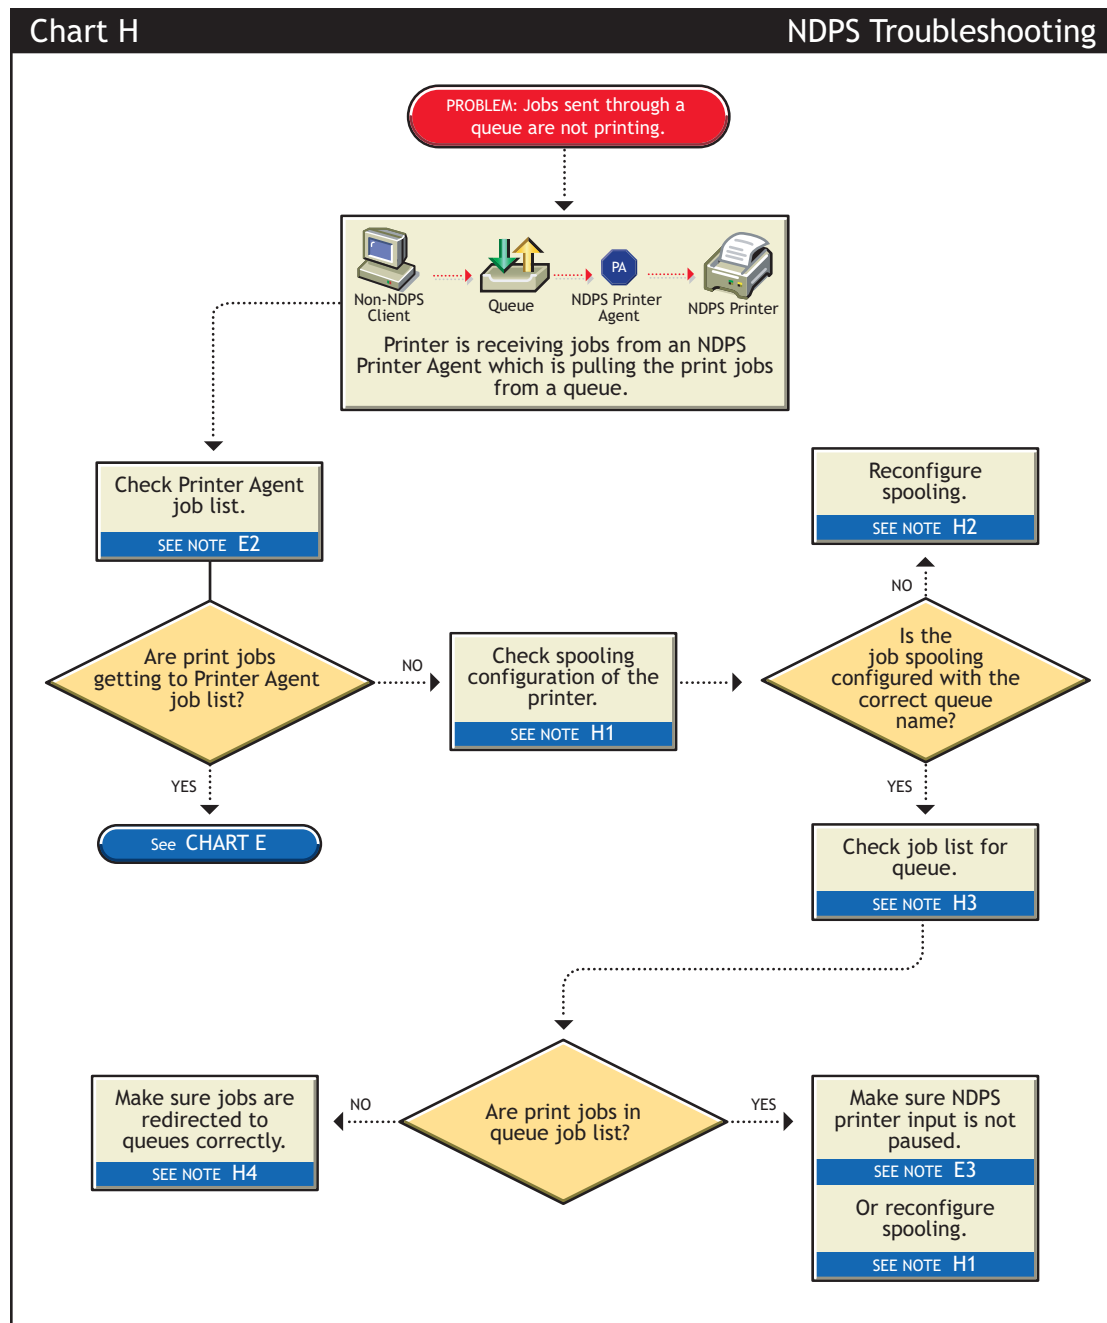 Chart H
NDPS Troubleshooting
PROBLEM: Jobs sent through a
queue are not printing.
Non-NDPS
Client
Queue
PA
NDPS Printer
Agent
NDPS Printer
Printer is receiving jobs from an NDPS
Printer Agent which is pulling the print jobs
from a queue.
Check Printer Agent
job list.
SEE NOTE E2
Are print jobs
getting to Printer Agent
job list?
NO
YES
See CHART E
Check spooling
configuration of the
printer.
SEE NOTE H1
Is the
job spooling
configured with the
correct queue
name?
NO
Reconfigure
spooling.
SEE NOTE H2
YES
Check job list for
queue.
SEE NOTE H3
Are print jobs in
queue job list?
NO
Make sure jobs are
redirected to
queues correctly.
SEE NOTE H4
YES
Make sure NDPS
printer input is not
paused.
SEE NOTE E3
Or reconfigure
spooling.
SEE NOTE H1